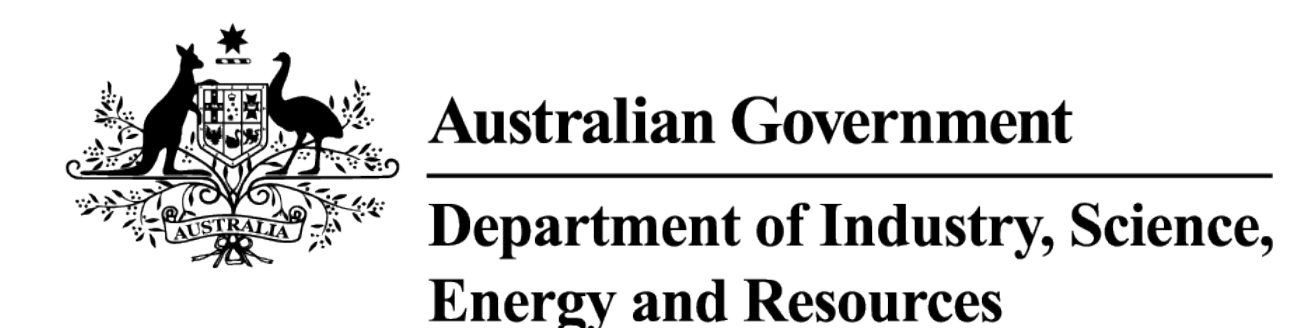 AUSTRALIA
Australian Government
Department of Industry, Science,
Energy and Resources